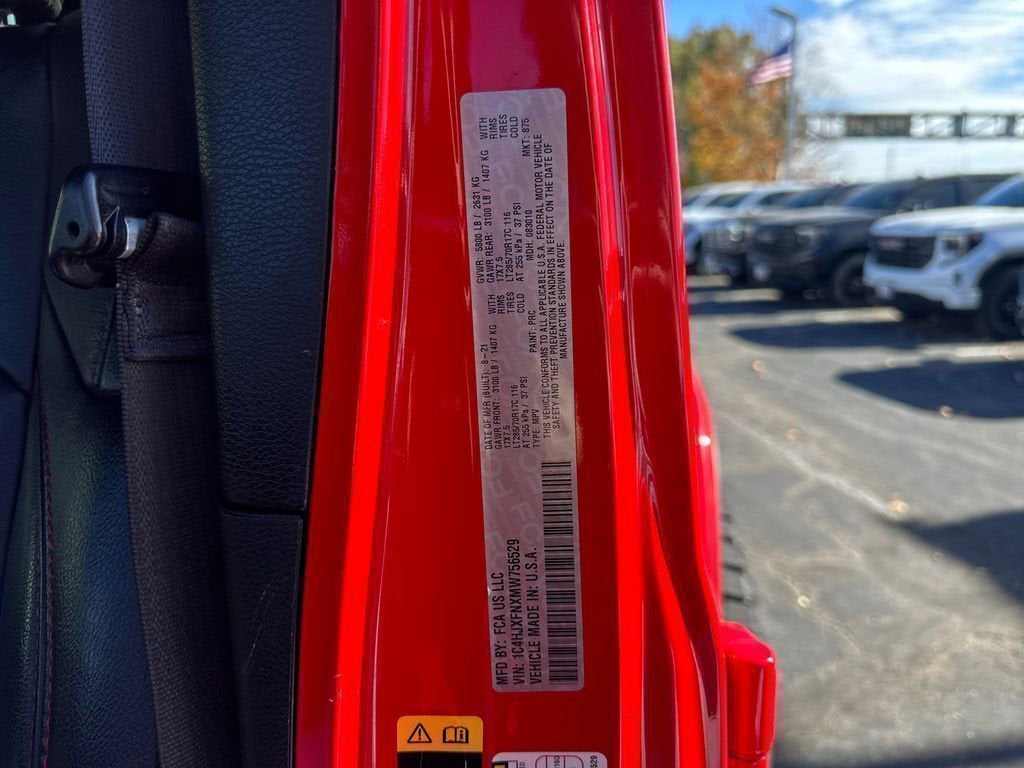 MFD BY: FCA US LLC
DATE OF MFR (BUILT): 8-21
GVWR: 5800 LB / 2631 KG
GAWR FRONT: 3100 LB / 1407 KG WITH
GAWR REAR: 3100 LB / 1407 KG WITH
17X7.5 RIMS
17X7.5 RIMS
LT285/70R17C 116 TIRES
LT285/70R17C 116 TIRES
AT 255 kPa / 37 PSI COLD
AT 255 kPa / 37 PSI COLD
VIN: 1C4HJXFNXMW756529
TYPE: MPV PAINT: PRC MDH: 083010 MKT: 875
VEHICLE MADE IN: U.S.A.
THIS VEHICLE CONFORMS TO ALL APPLICABLE U.S.A. FEDERAL MOTOR VEHICLE
SAFETY AND THEFT PREVENTION STANDARDS IN EFFECT ON THE DATE OF
MANUFACTURE SHOWN ABOVE.